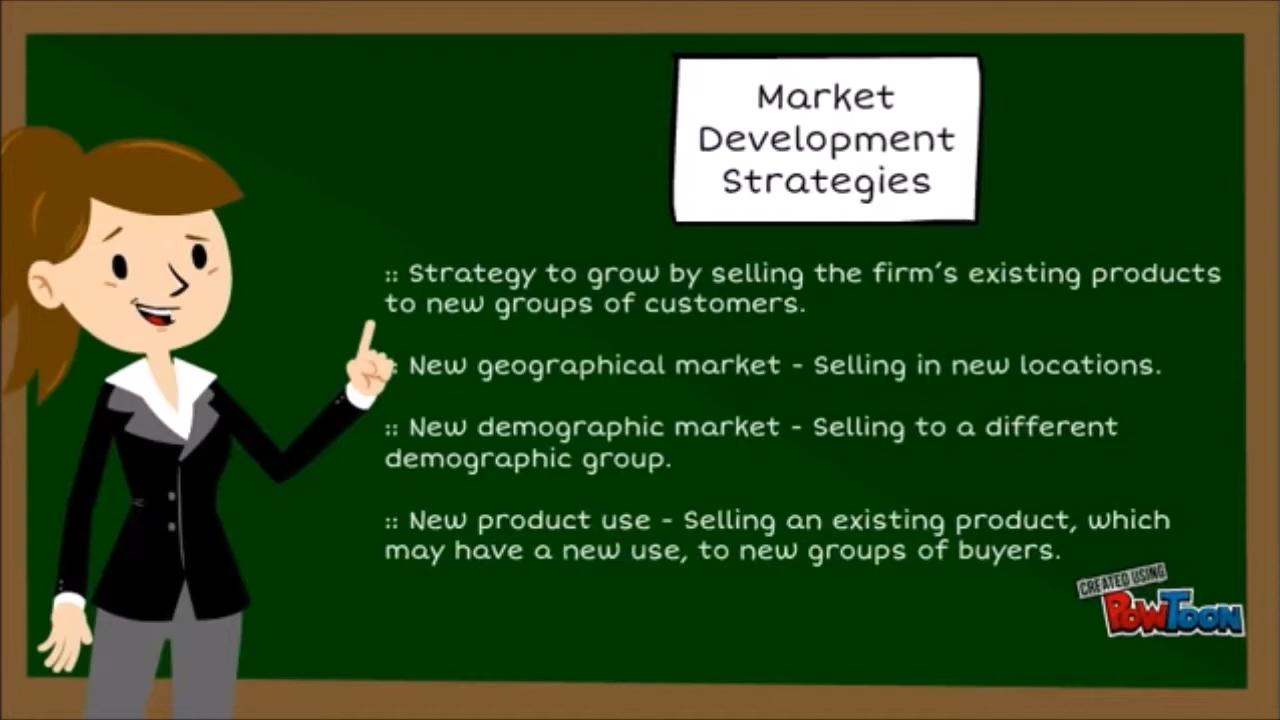 Market
Development
Strategies
:: Strategy to grow by selling the firm's existing products
to new groups of customers.
: New geographical market - Selling in new locations.
:: New demographic market - Selling to a different
demographic group.
:: New product use - Selling an existing product, which
may have a new use, to new groups of buyers.
CREATED USING
POWTOON